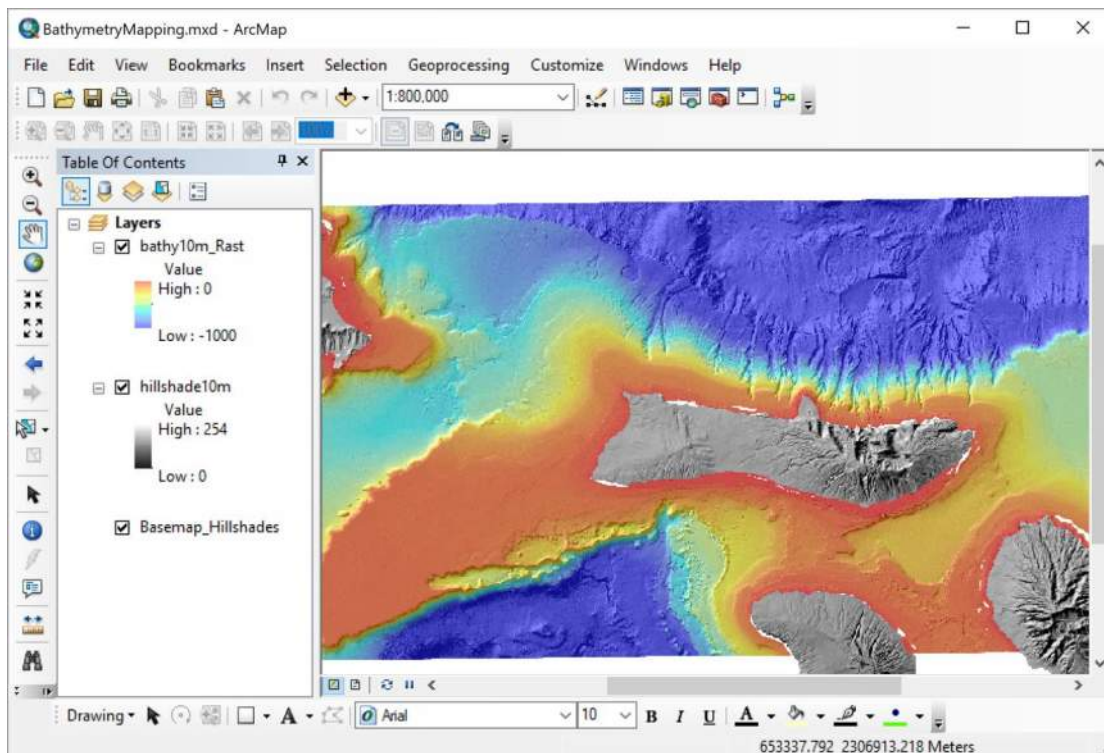 BathymetryMapping.mxd - ArcMap
File Edit View Bookmarks Insert Selection Geoprocessing Customize Windows Help
1:800,000
Table Of Contents
Layers
bathy10m_Rast
Value
High : 0
Low : -1000
hillshade10m
Value
High : 254
Low : 0
Basemap_Hillshades
Drawing Arial 10 B I U A
653337.792 2306913.218 Meters